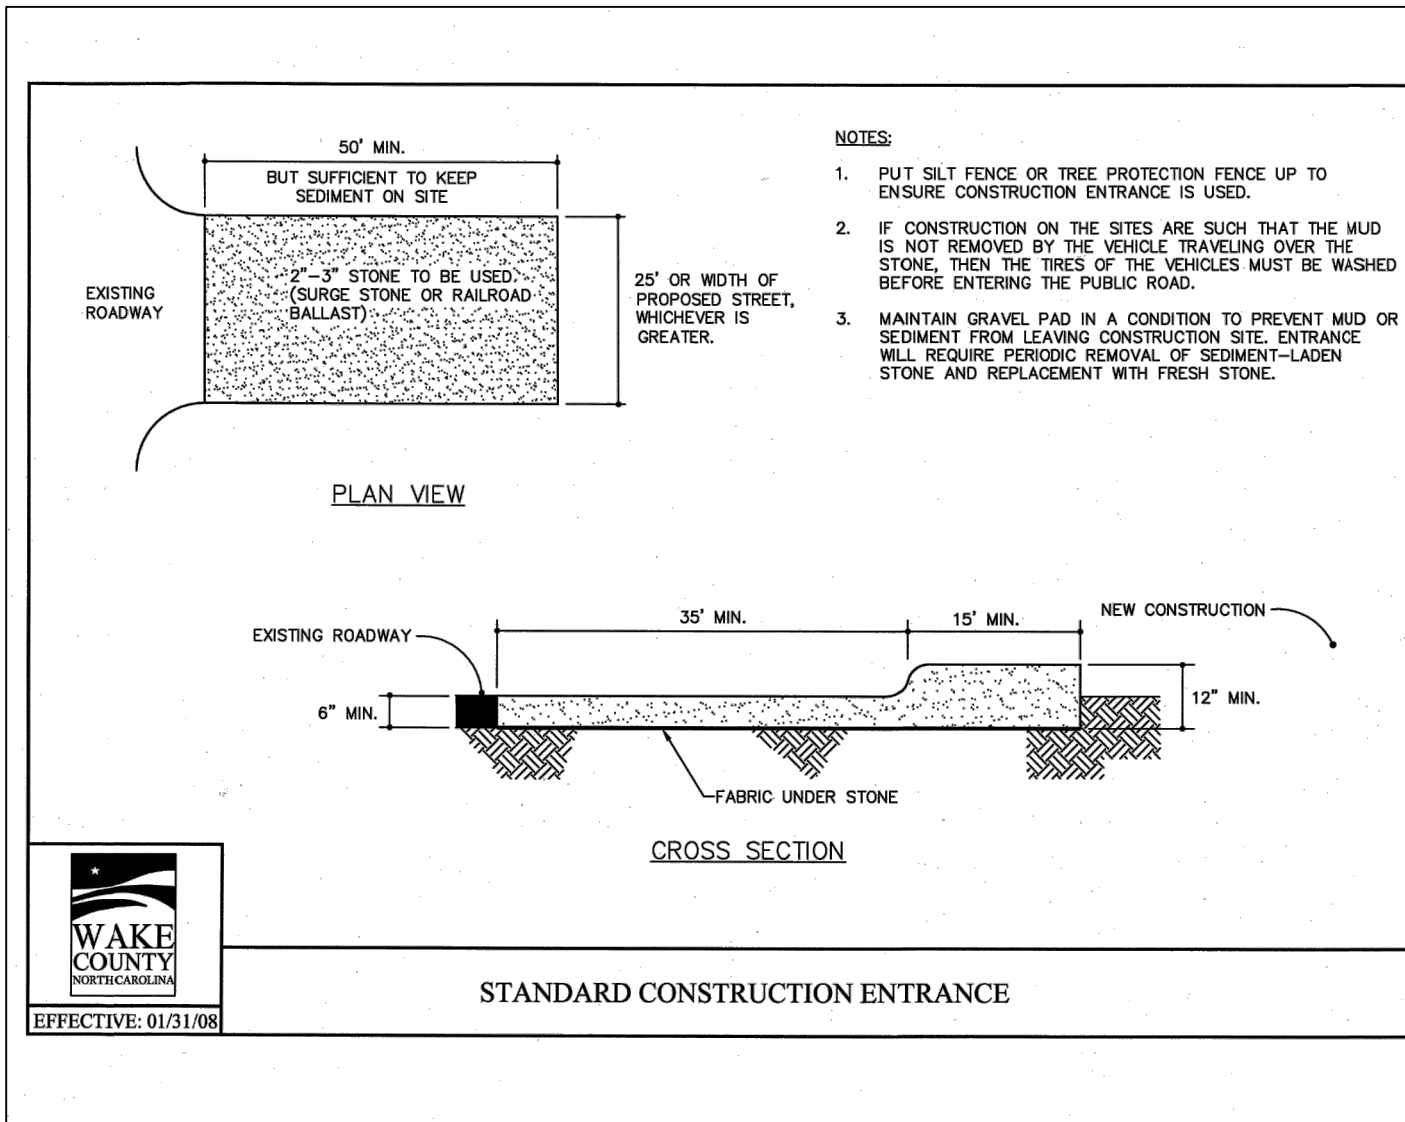 50' MIN.
BUT SUFFICIENT TO KEEP
SEDIMENT ON SITE
2"-3" STONE TO BE USED.
(SURGE STONE OR RAILROAD
BALLAST)
EXISTING
ROADWAY
25' OR WIDTH OF
PROPOSED STREET,
WHICHEVER IS
GREATER.
PLAN VIEW
NOTES:
1. PUT SILT FENCE OR TREE PROTECTION FENCE UP TO
ENSURE CONSTRUCTION ENTRANCE IS USED.
2. IF CONSTRUCTION ON THE SITES ARE SUCH THAT THE MUD
IS NOT REMOVED BY THE VEHICLE TRAVELING OVER THE
STONE, THEN THE TIRES OF THE VEHICLES MUST BE WASHED
BEFORE ENTERING THE PUBLIC ROAD.
3. MAINTAIN GRAVEL PAD IN A CONDITION TO PREVENT MUD OR
SEDIMENT FROM LEAVING CONSTRUCTION SITE. ENTRANCE
WILL REQUIRE PERIODIC REMOVAL OF SEDIMENT-LADEN
STONE AND REPLACEMENT WITH FRESH STONE.
35' MIN.
15' MIN.
NEW CONSTRUCTION
EXISTING ROADWAY
6" MIN.
12" MIN.
FABRIC UNDER STONE
CROSS SECTION
WAKE
COUNTY
NORTH CAROLINA
EFFECTIVE: 01/31/08
STANDARD CONSTRUCTION ENTRANCE